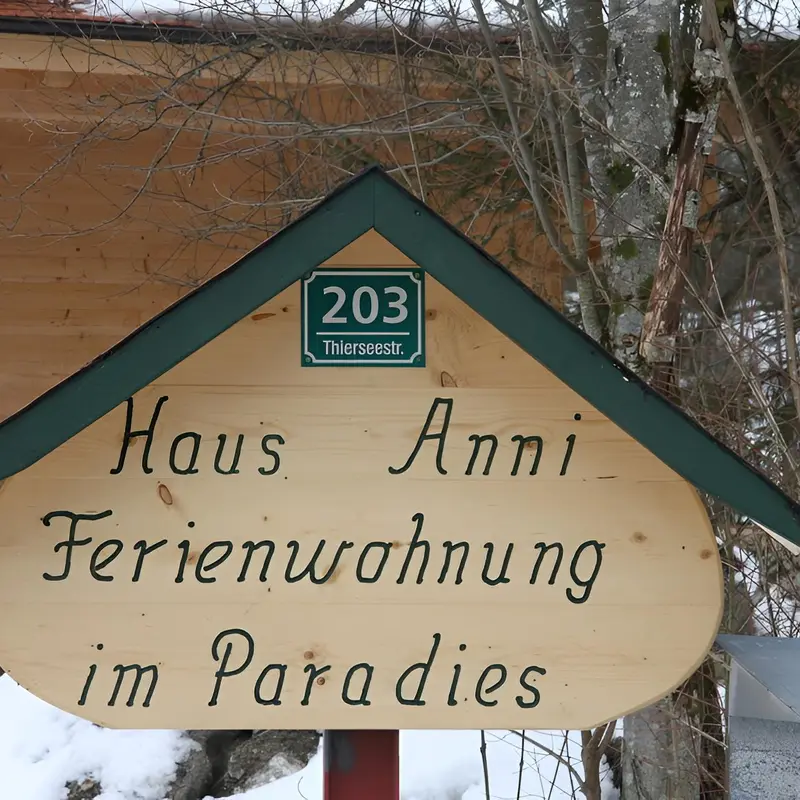 203
Thierseestr.
Haus Anni
Ferienwohnung
im Paradies